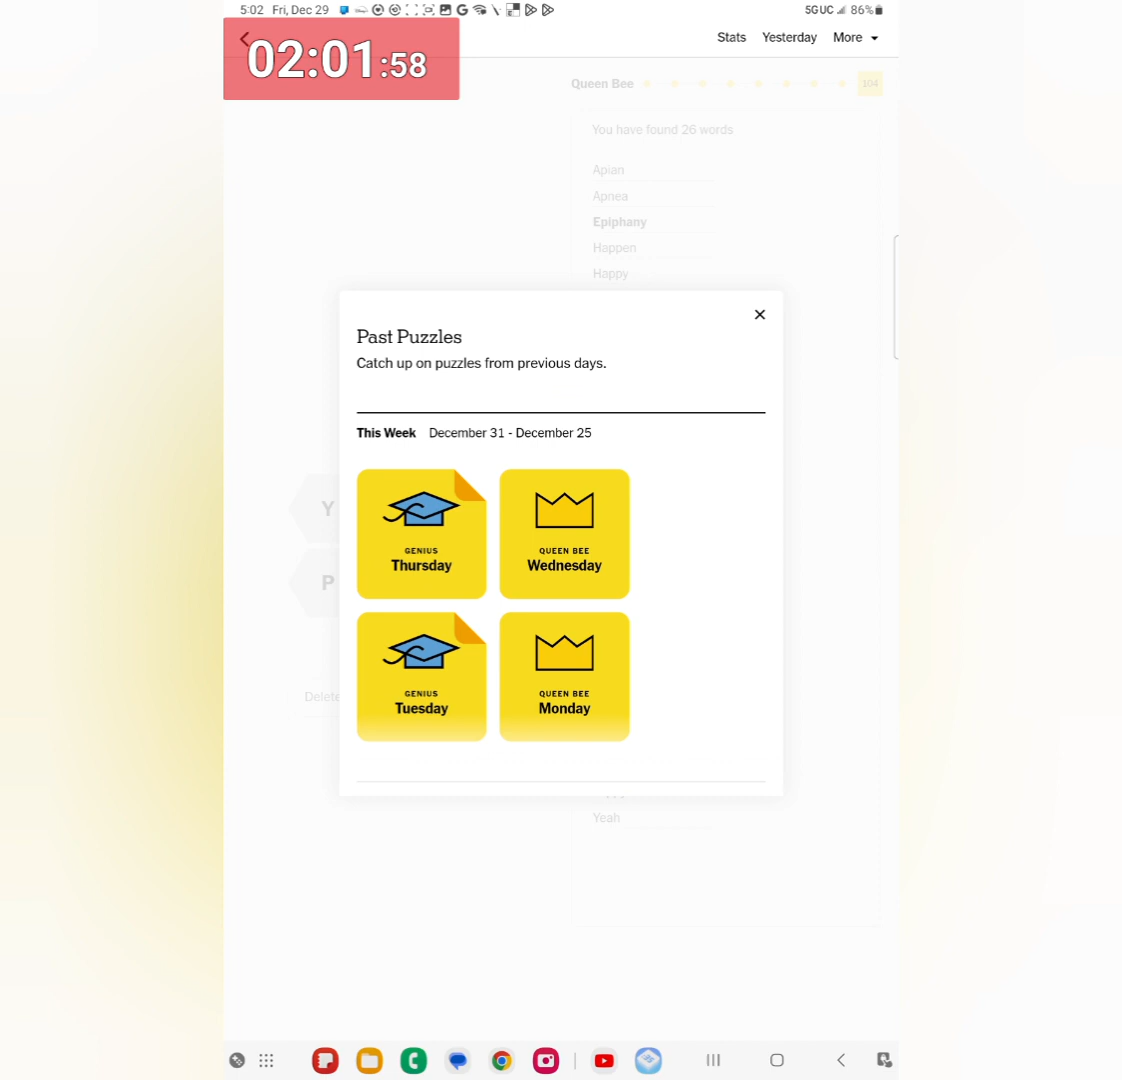 5:02 Fri, Dec 29
5G UC 86%
02:01:58
Stats Yesterday More
Queen Bee 104
You have found 26 words
Apian
Apnea
Epiphany
Happen
Happy
Past Puzzles
Catch up on puzzles from previous days.
This Week December 31 - December 25
GENIUS
Thursday
QUEEN BEE
Wednesday
Y
P
GENIUS
Tuesday
QUEEN BEE
Monday
Delete
Yeah